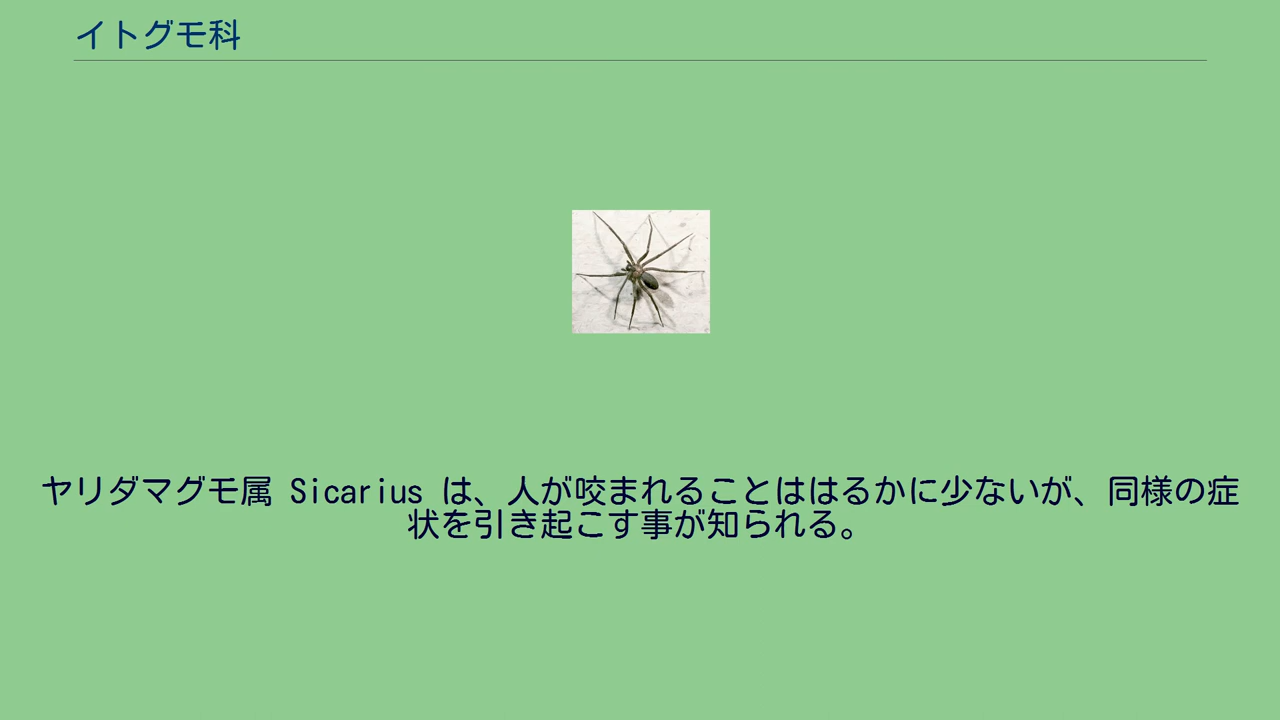 イトグモ科
ヤリダマグモ属 Sicarius は、人が咬まれることははるかに少ないが、同様の症
状を引き起こす事が知られる。